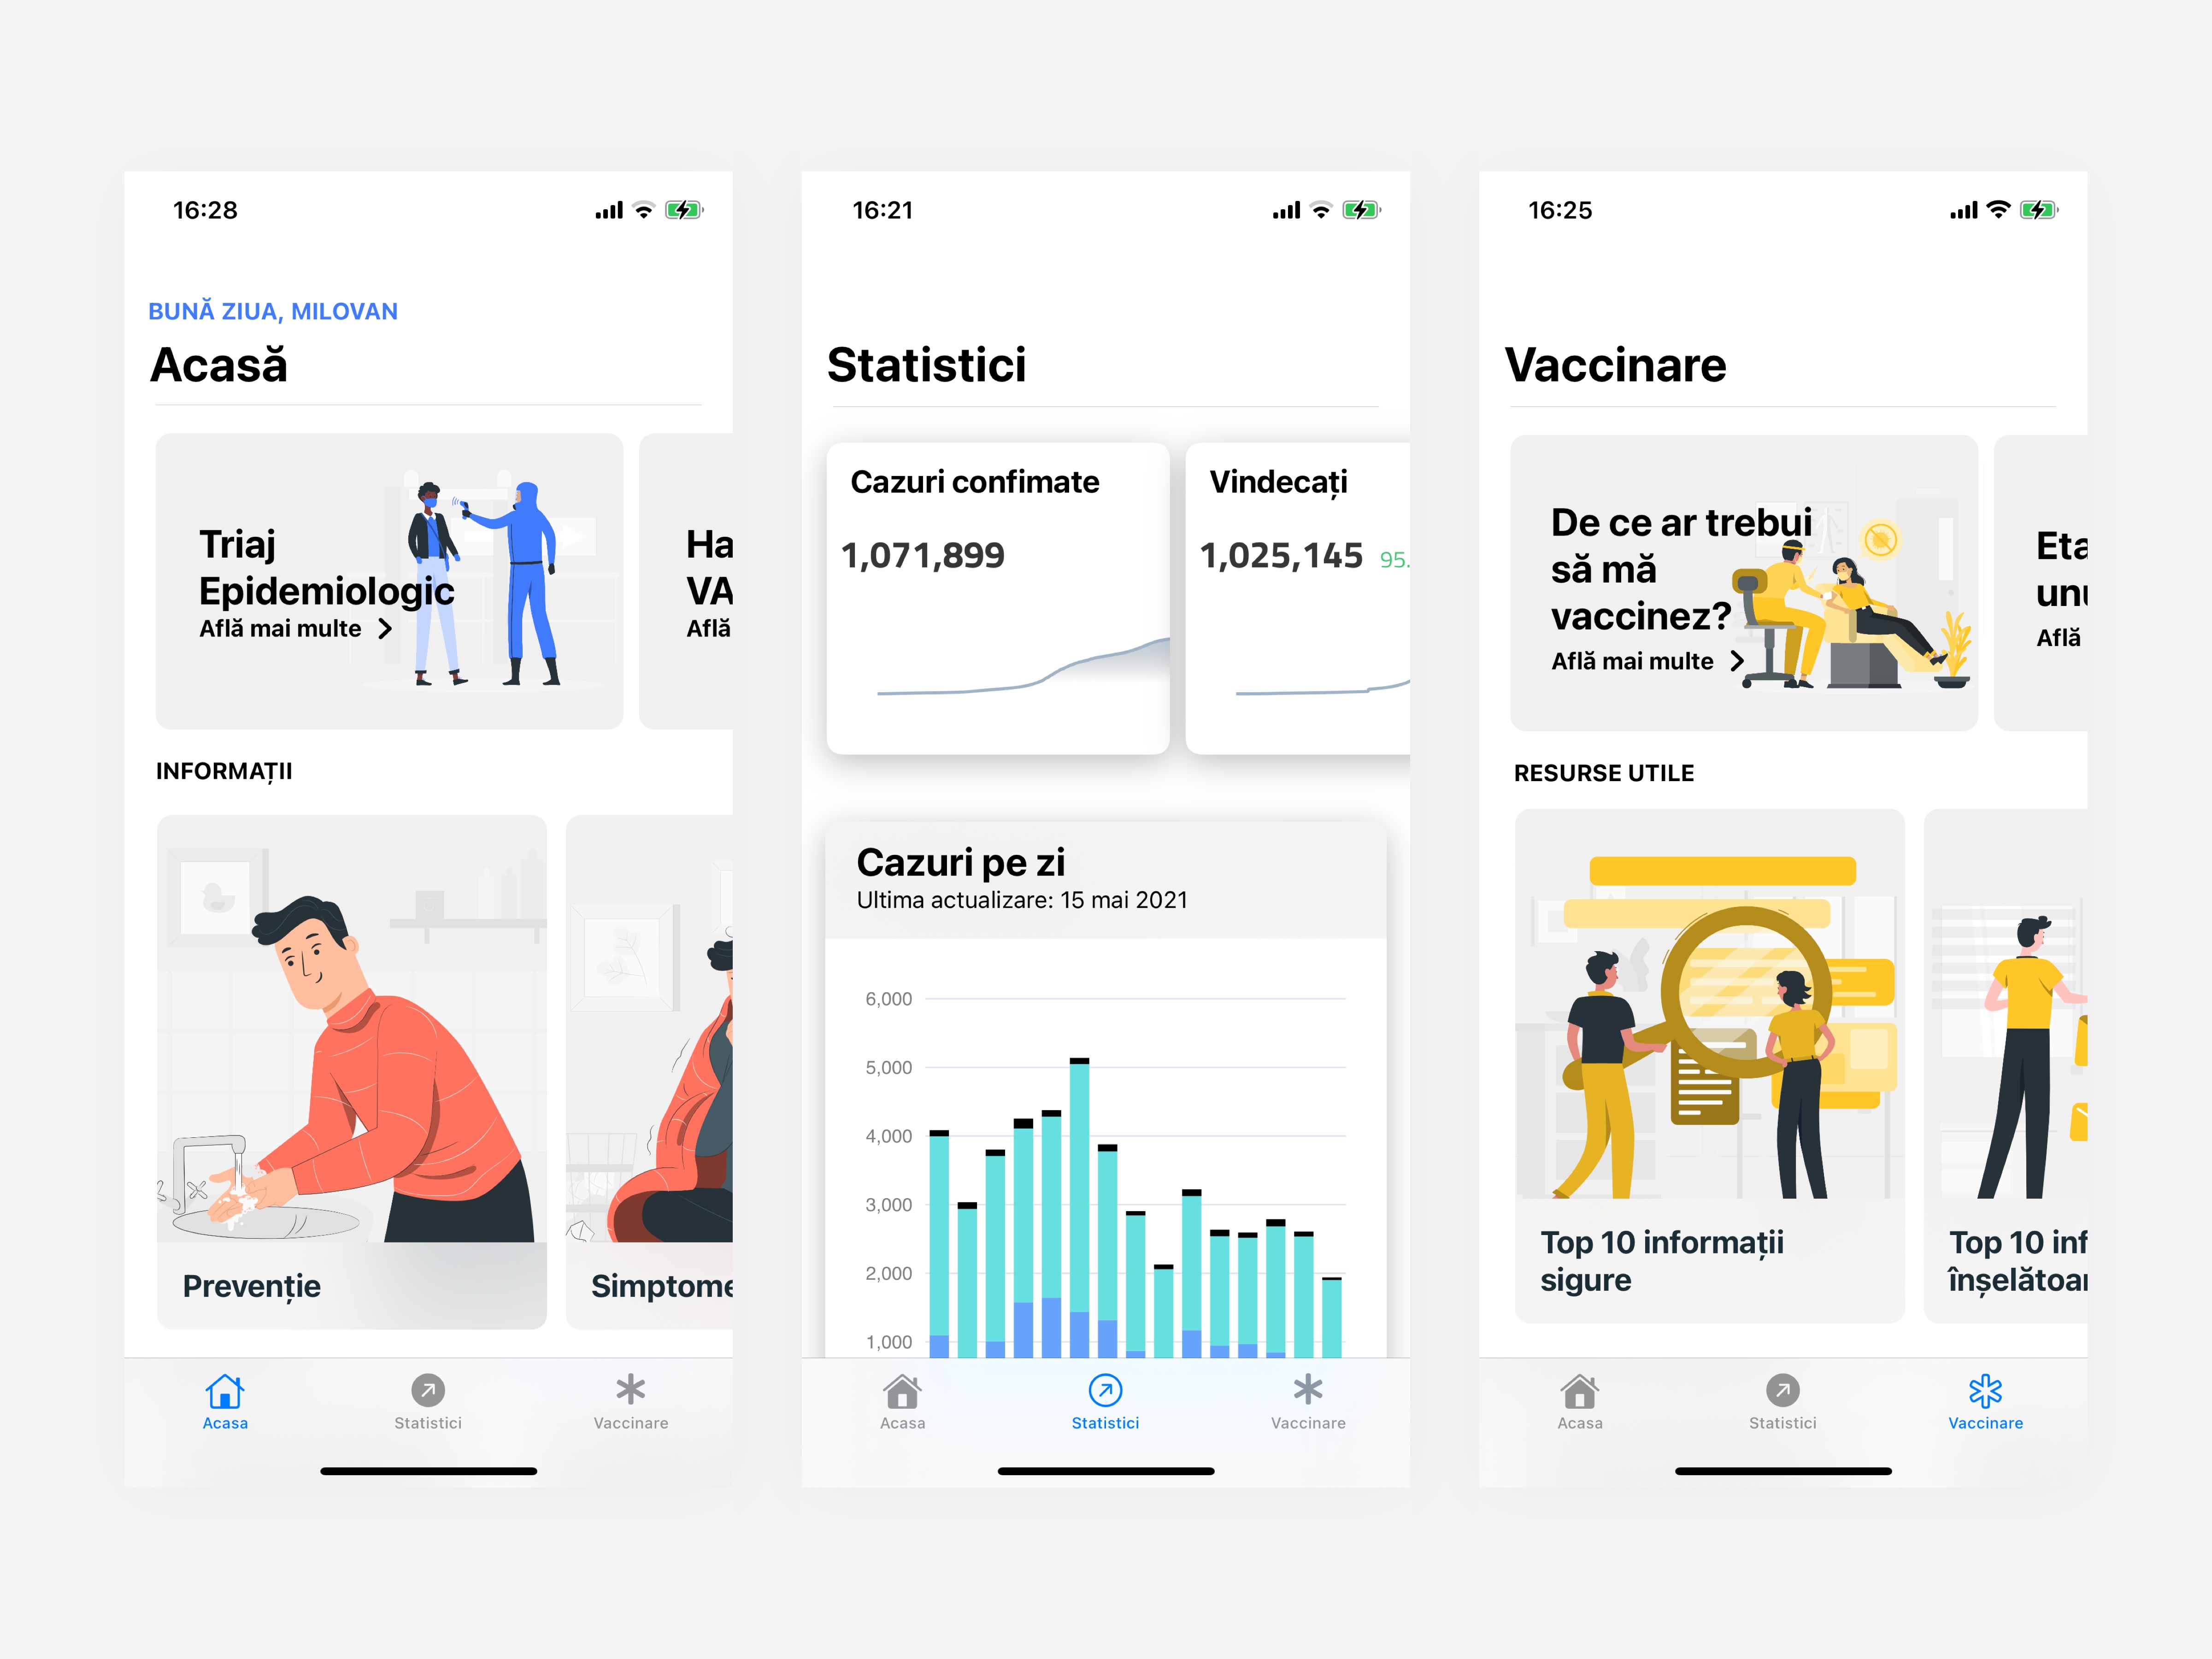 16:28
BUNĂ ZIUA, MILOVAN
Acasă
Triaj
Epidemiologic
Află mai multe
Ha
VA
Află
INFORMAȚII
Prevenție
Simptome
Acasa
Statistici
Vaccinare
16:21
Statistici
Cazuri confimate
1,071,899
Vindecați
1,025,145 95.
Cazuri pe zi
Ultima actualizare: 15 mai 2021
6,000
5,000
4,000
3,000
2,000
1,000
Acasa
Statistici
Vaccinare
16:25
Vaccinare
De ce ar trebui
să mă
vaccinez?
Află mai multe
Eta
unu
Află
RESURSE UTILE
Top 10 informații
sigure
Top 10 inf
înșelătoar
Acasa
Statistici
Vaccinare